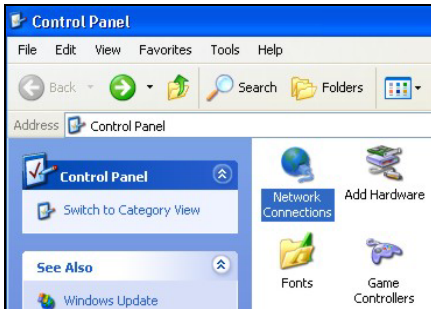 Control Panel
File Edit View Favorites Tools Help
Back Search Folders
Address Control Panel
Control Panel
Switch to Category View
See Also
Windows Update
Network
Connections
Add Hardware
Fonts
Game
Controllers